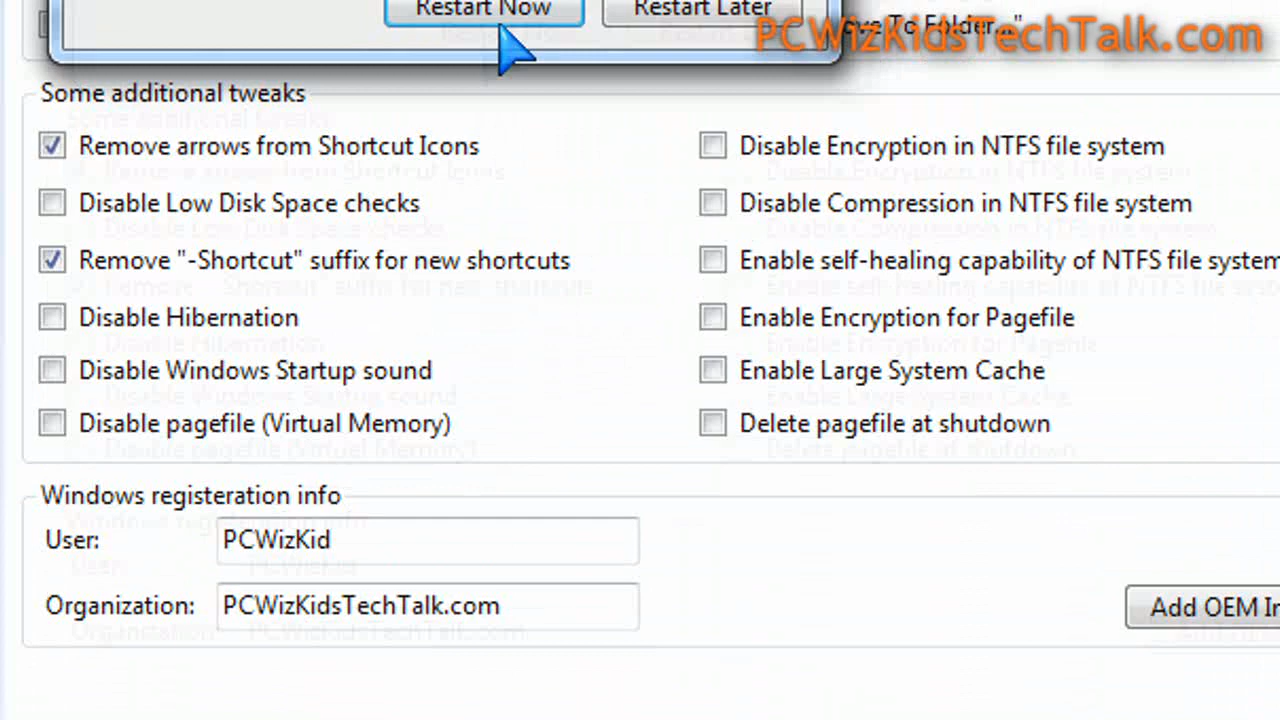 Restart Now Restart Later
ve To Folder..."
PCWizKidsTechTalk.com
Some additional tweaks
Remove arrows from Shortcut Icons
Disable Encryption in NTFS file system
Disable Low Disk Space checks
Disable Compression in NTFS file system
Remove "-Shortcut" suffix for new shortcuts
Enable self-healing capability of NTFS file system
Disable Hibernation
Enable Encryption for Pagefile
Disable Windows Startup sound
Enable Large System Cache
Disable pagefile (Virtual Memory)
Delete pagefile at shutdown
Windows registeration info
User: PCWizKid
Organization: PCWizKidsTechTalk.com
Add OEM In